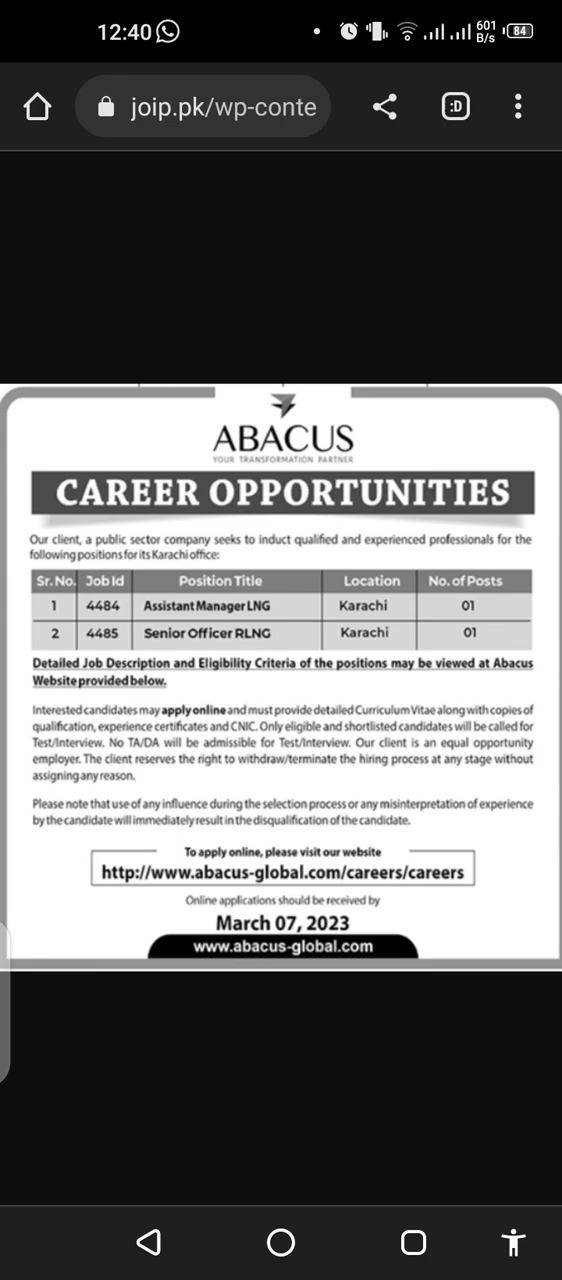 12:40
601
B/s
84
joip.pk/wp-conte
:D
ABACUS
YOUR TRANSFORMATION PARTNER
CAREER OPPORTUNITIES
Our client, a public sector company seeks to induct qualified and experienced professionals for the
following positions for its Karachi office:
Sr. No. Job Id Position Title Location No. of Posts
1 4484 Assistant Manager LNG Karachi 01
2 4485 Senior Officer RLNG Karachi 01
Detailed Job Description and Eligibility Criteria of the positions may be viewed at Abacus
Website provided below.
Interested candidates may apply online and must provide detailed Curriculum Vitae along with copies of
qualification, experience certificates and CNIC. Only eligible and shortlisted candidates will be called for
Test/Interview. No TA/DA will be admissible for Test/Interview. Our client is an equal opportunity
employer. The client reserves the right to withdraw/terminate the hiring process at any stage without
assigning any reason.
Please note that use of any influence during the selection process or any misinterpretation of experience
by the candidate will immediately result in the disqualification of the candidate.
To apply online, please visit our website
http://www.abacus-global.com/careers/careers
Online applications should be received by
March 07, 2023
www.abacus-global.com